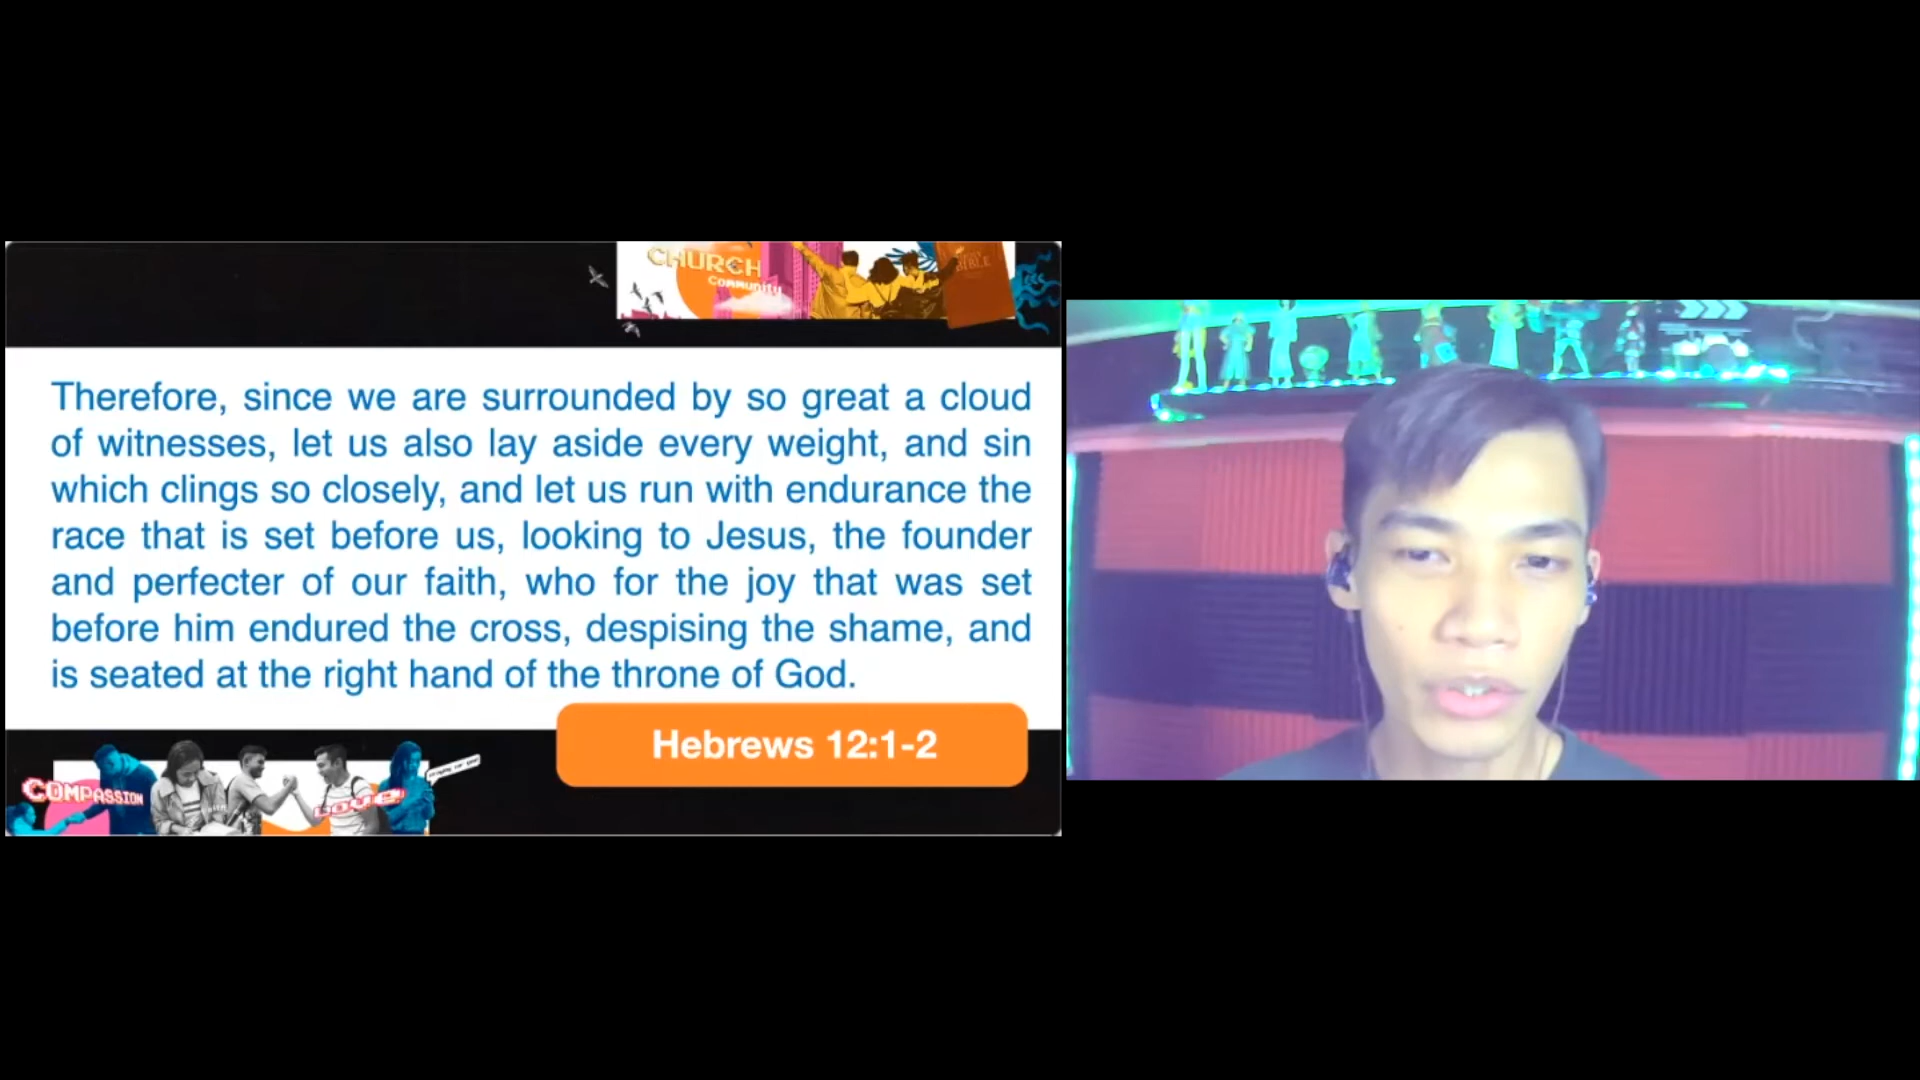 CHURCH
Community
BIBLE
Therefore, since we are surrounded by so great a cloud
of witnesses, let us also lay aside every weight, and sin
which clings so closely, and let us run with endurance the
race that is set before us, looking to Jesus, the founder
and perfecter of our faith, who for the joy that was set
before him endured the cross, despising the shame, and
is seated at the right hand of the throne of God.
Hebrews 12:1-2
COMPASSION
LOVE